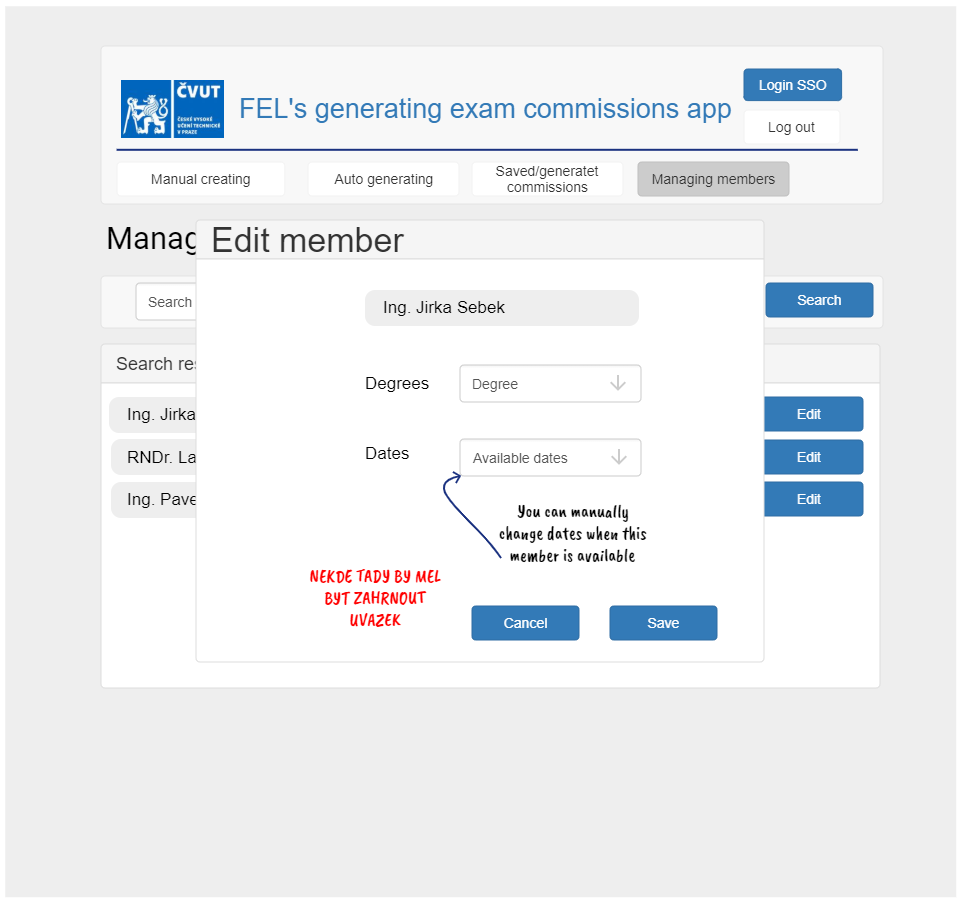 ČVUT
ČESKÉ VYSOKÉ
UČENÍ TECHNICKÉ
V PRAZE
FEL's generating exam commissions app
Login SSO
Log out
Manual creating
Auto generating
Saved/generatet
commissions
Managing members
Manag
Edit member
Search
Search
Ing. Jirka Sebek
Search res
Degrees
Degree
Ing. Jirka
Edit
Dates
Available dates
RNDr. La
Edit
Ing. Pave
Edit
You can manually
change dates when this
member is available
NEKDE TADY BY MEL
BYT ZAHRNOUT
UVAZEK
Cancel
Save